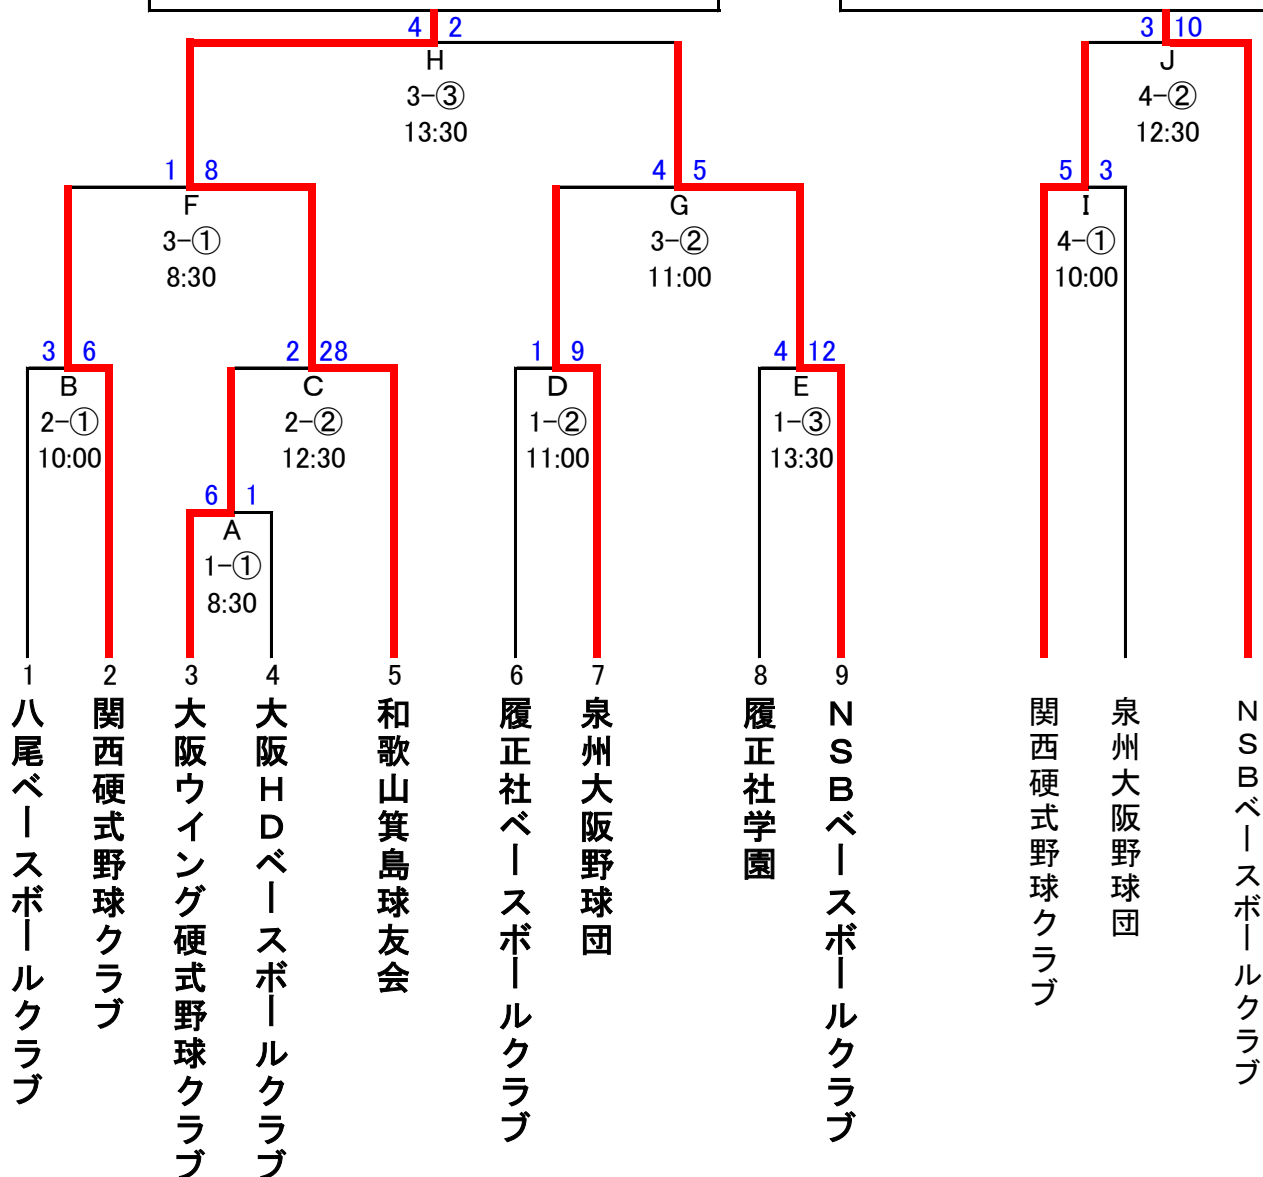 4 2
3 10
H
J
3-③
4-②
13:30
12:30
1 8
4 5
5 3
F
G
I
3-①
3-②
4-①
8:30
11:00
10:00
3 6
2 28
1 9
4 12
B
C
D
E
2-①
2-②
1-②
1-③
10:00
12:30
11:00
13:30
6 1
A
1-①
8:30
1
2
3
4
5
6
7
8
9
八尾ベースボールクラブ
関西硬式野球クラブ
大阪ウイング硬式野球クラブ
大阪HDベースボールクラブ
和歌山箕島球友会
履正社ベースボールクラブ
泉州大阪野球団
履正社学園
NSBベースボールクラブ
関西硬式野球クラブ
泉州大阪野球団
NSBベースボールクラブ